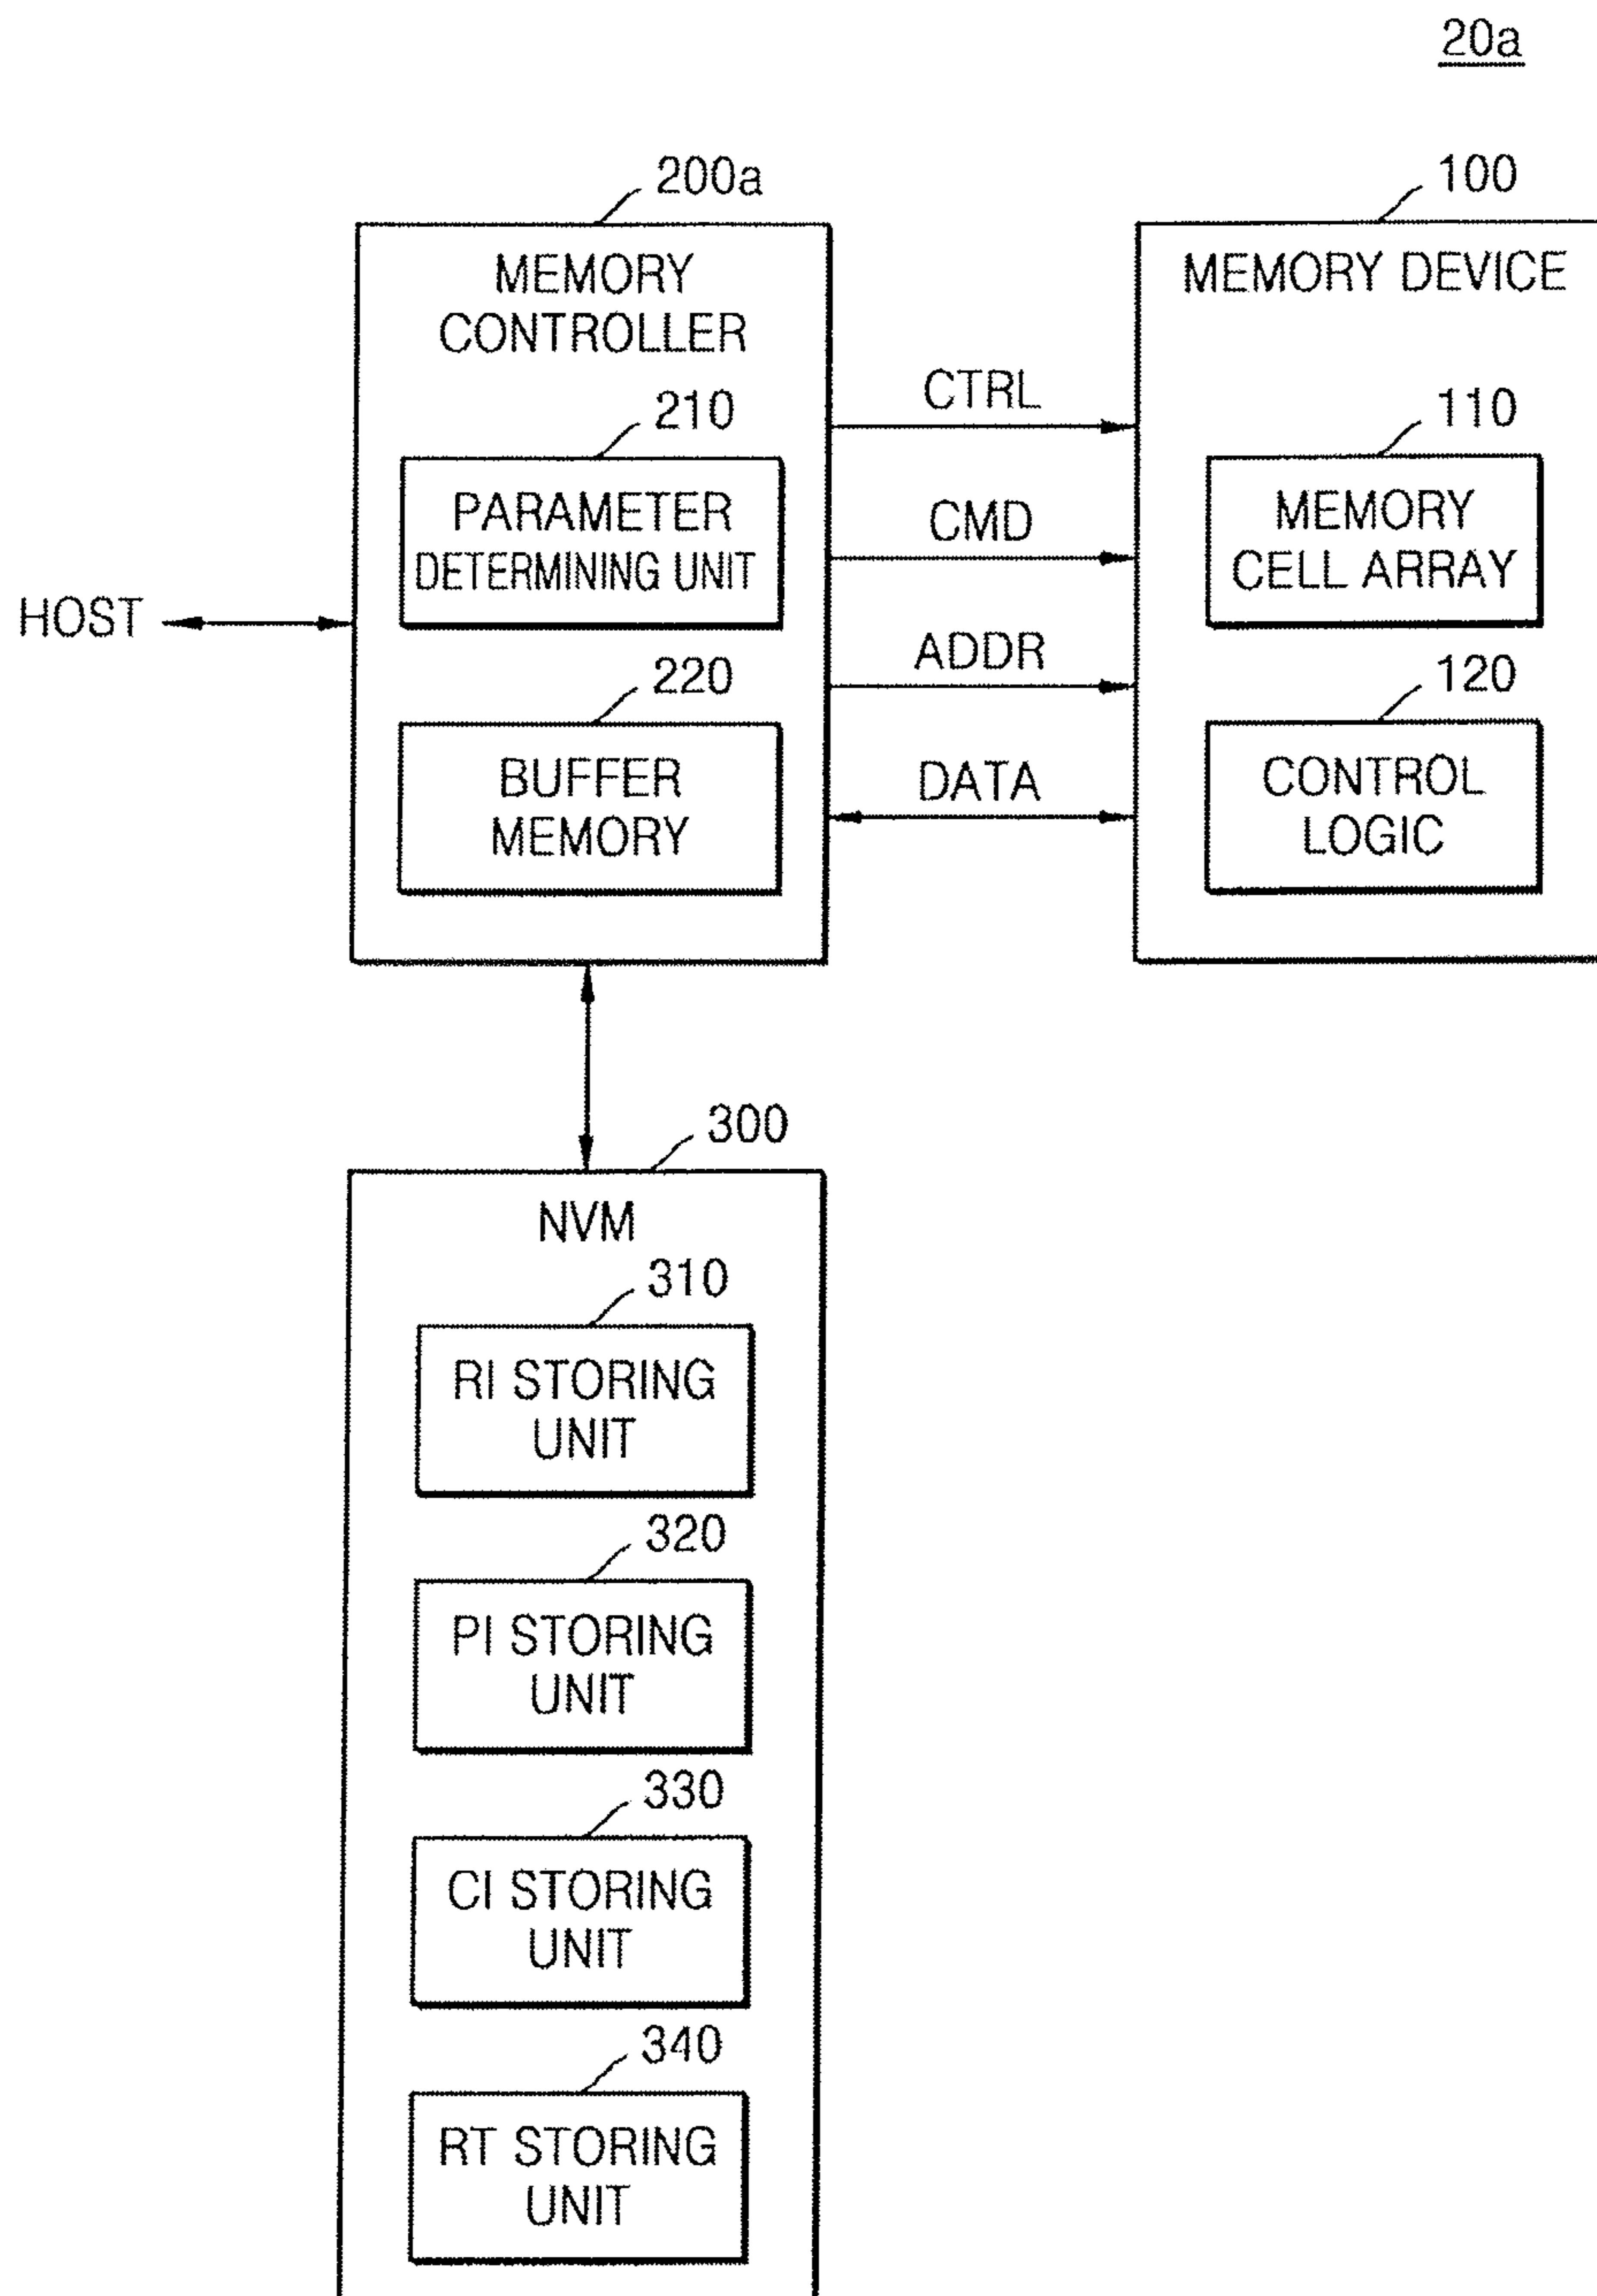 20a
200a
MEMORY
CONTROLLER
210
PARAMETER
DETERMINING UNIT
220
BUFFER
MEMORY
HOST
CTRL
CMD
ADDR
DATA
100
MEMORY DEVICE
110
MEMORY
CELL ARRAY
120
CONTROL
LOGIC
300
NVM
310
RI STORING
UNIT
320
PI STORING
UNIT
330
CI STORING
UNIT
340
RT STORING
UNIT